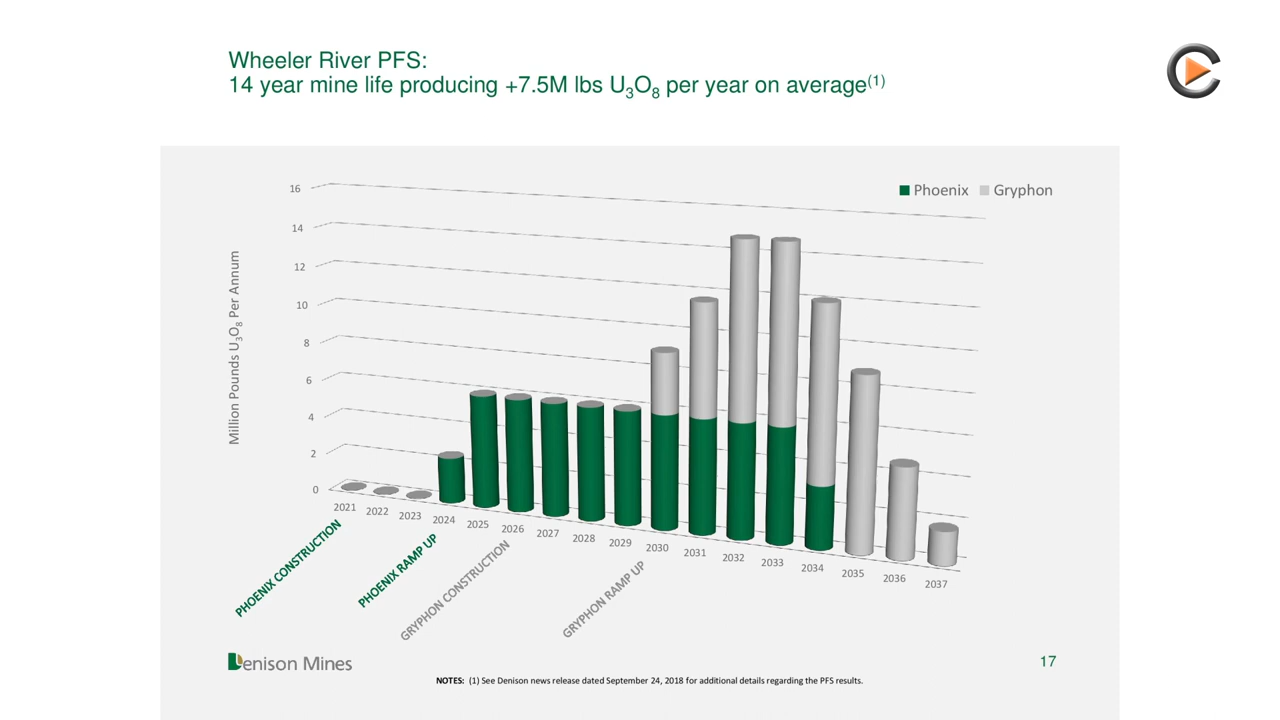 Wheeler River PFS:
14 year mine life producing +7.5M lbs U₃O₈ per year on average⁽¹⁾
Phoenix Gryphon
Million Pounds U₃O₈ Per Annum
16
14
12
10
8
6
4
2
0
2021 2022 2023 2024 2025 2026 2027 2028 2029 2030 2031 2032 2033 2034 2035 2036 2037
PHOENIX CONSTRUCTION
PHOENIX RAMP UP
GRYPHON CONSTRUCTION
GRYPHON RAMP UP
Denison Mines
17
NOTES: (1) See Denison news release dated September 24, 2018 for additional details regarding the PFS results.